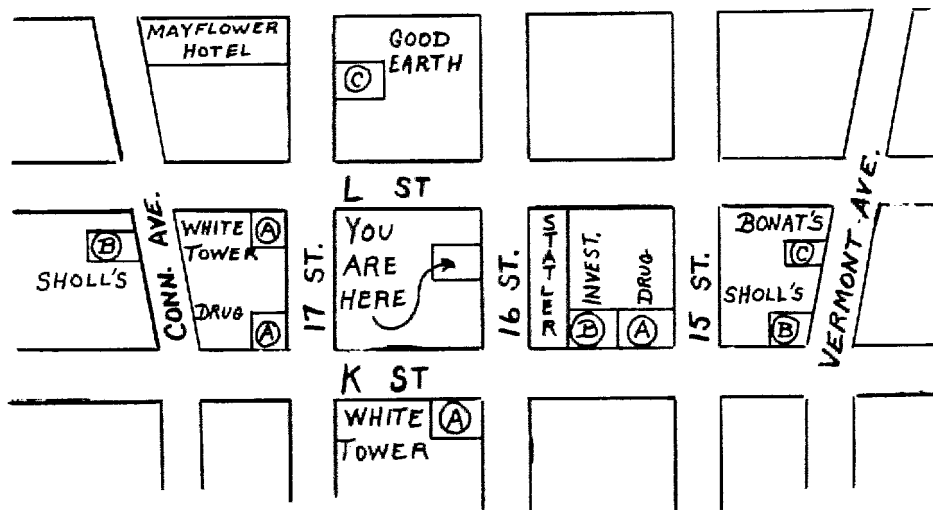 MAYFLOWER
HOTEL
GOOD
EARTH
C
L ST
CONN. AVE.
17 ST.
16 ST.
15 ST.
VERMONT AVE.
B
SHOLL'S
WHITE
TOWER
A
DRUG
A
YOU
ARE
HERE
STATLER
INVEST.
B
DRUG
A
BONAT'S
C
SHOLL'S
B
K ST
WHITE
TOWER
A